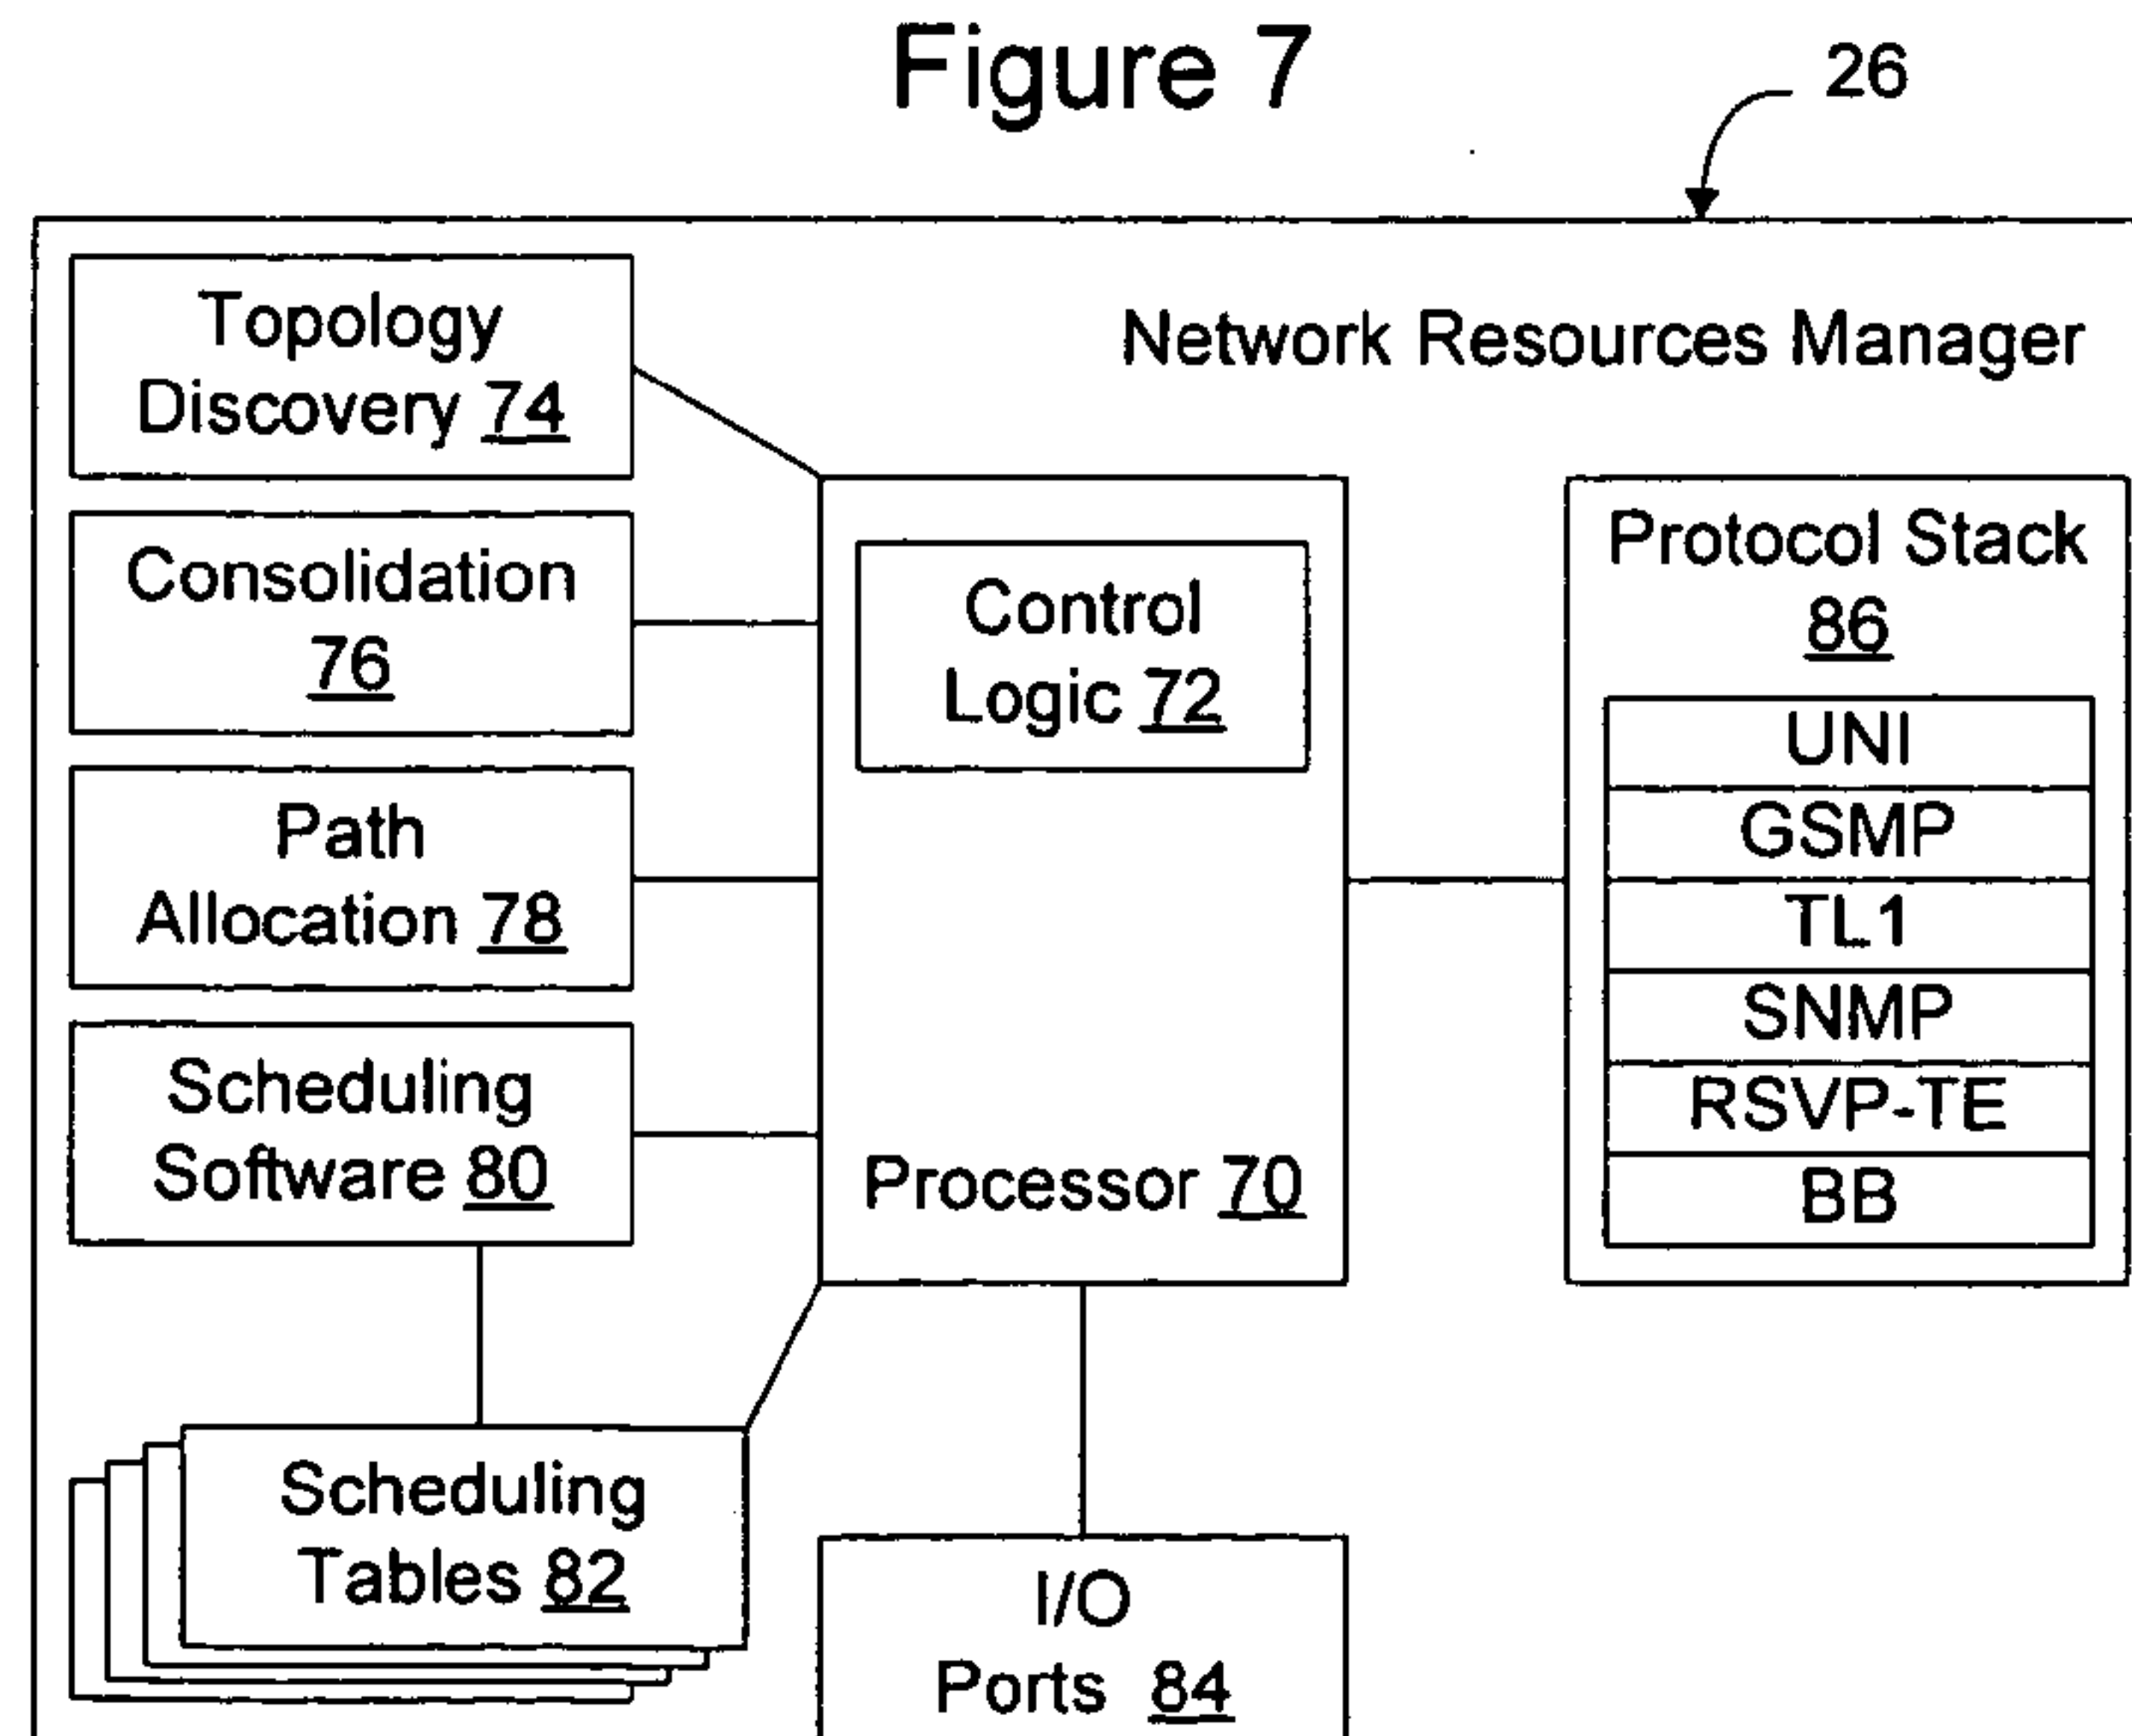 Figure 7
26
Network Resources Manager
Topology
Discovery 74
Consolidation
76
Path
Allocation 78
Scheduling
Software 80
Scheduling
Tables 82
Control
Logic 72
Processor 70
I/O
Ports 84
Protocol Stack
86
UNI
GSMP
TL1
SNMP
RSVP-TE
BB